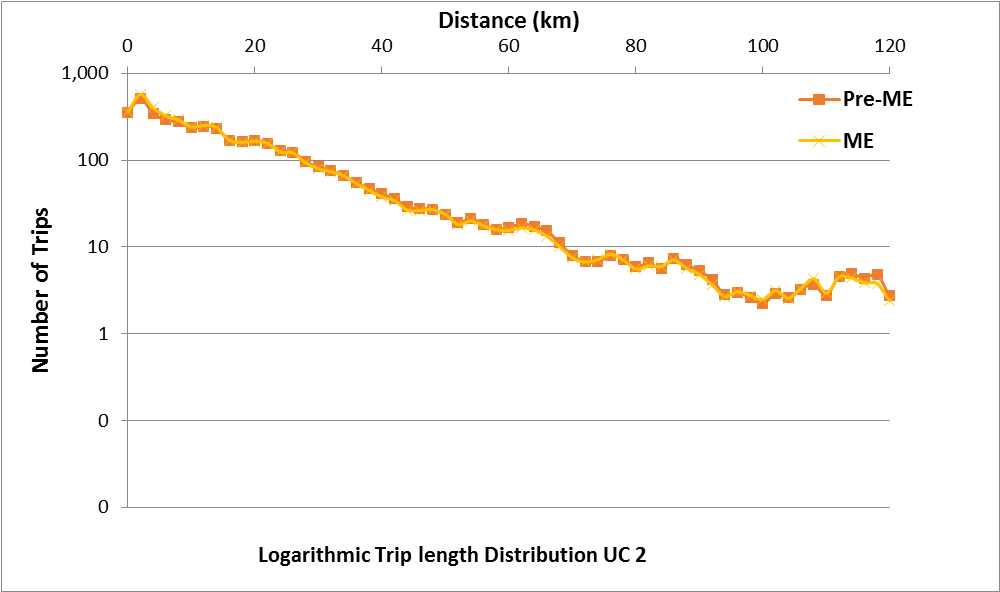 Distance (km)
0 20 40 60 80 100 120
1,000
100
10
1
0
0
Number of Trips
Pre-ME
ME
Logarithmic Trip length Distribution UC 2